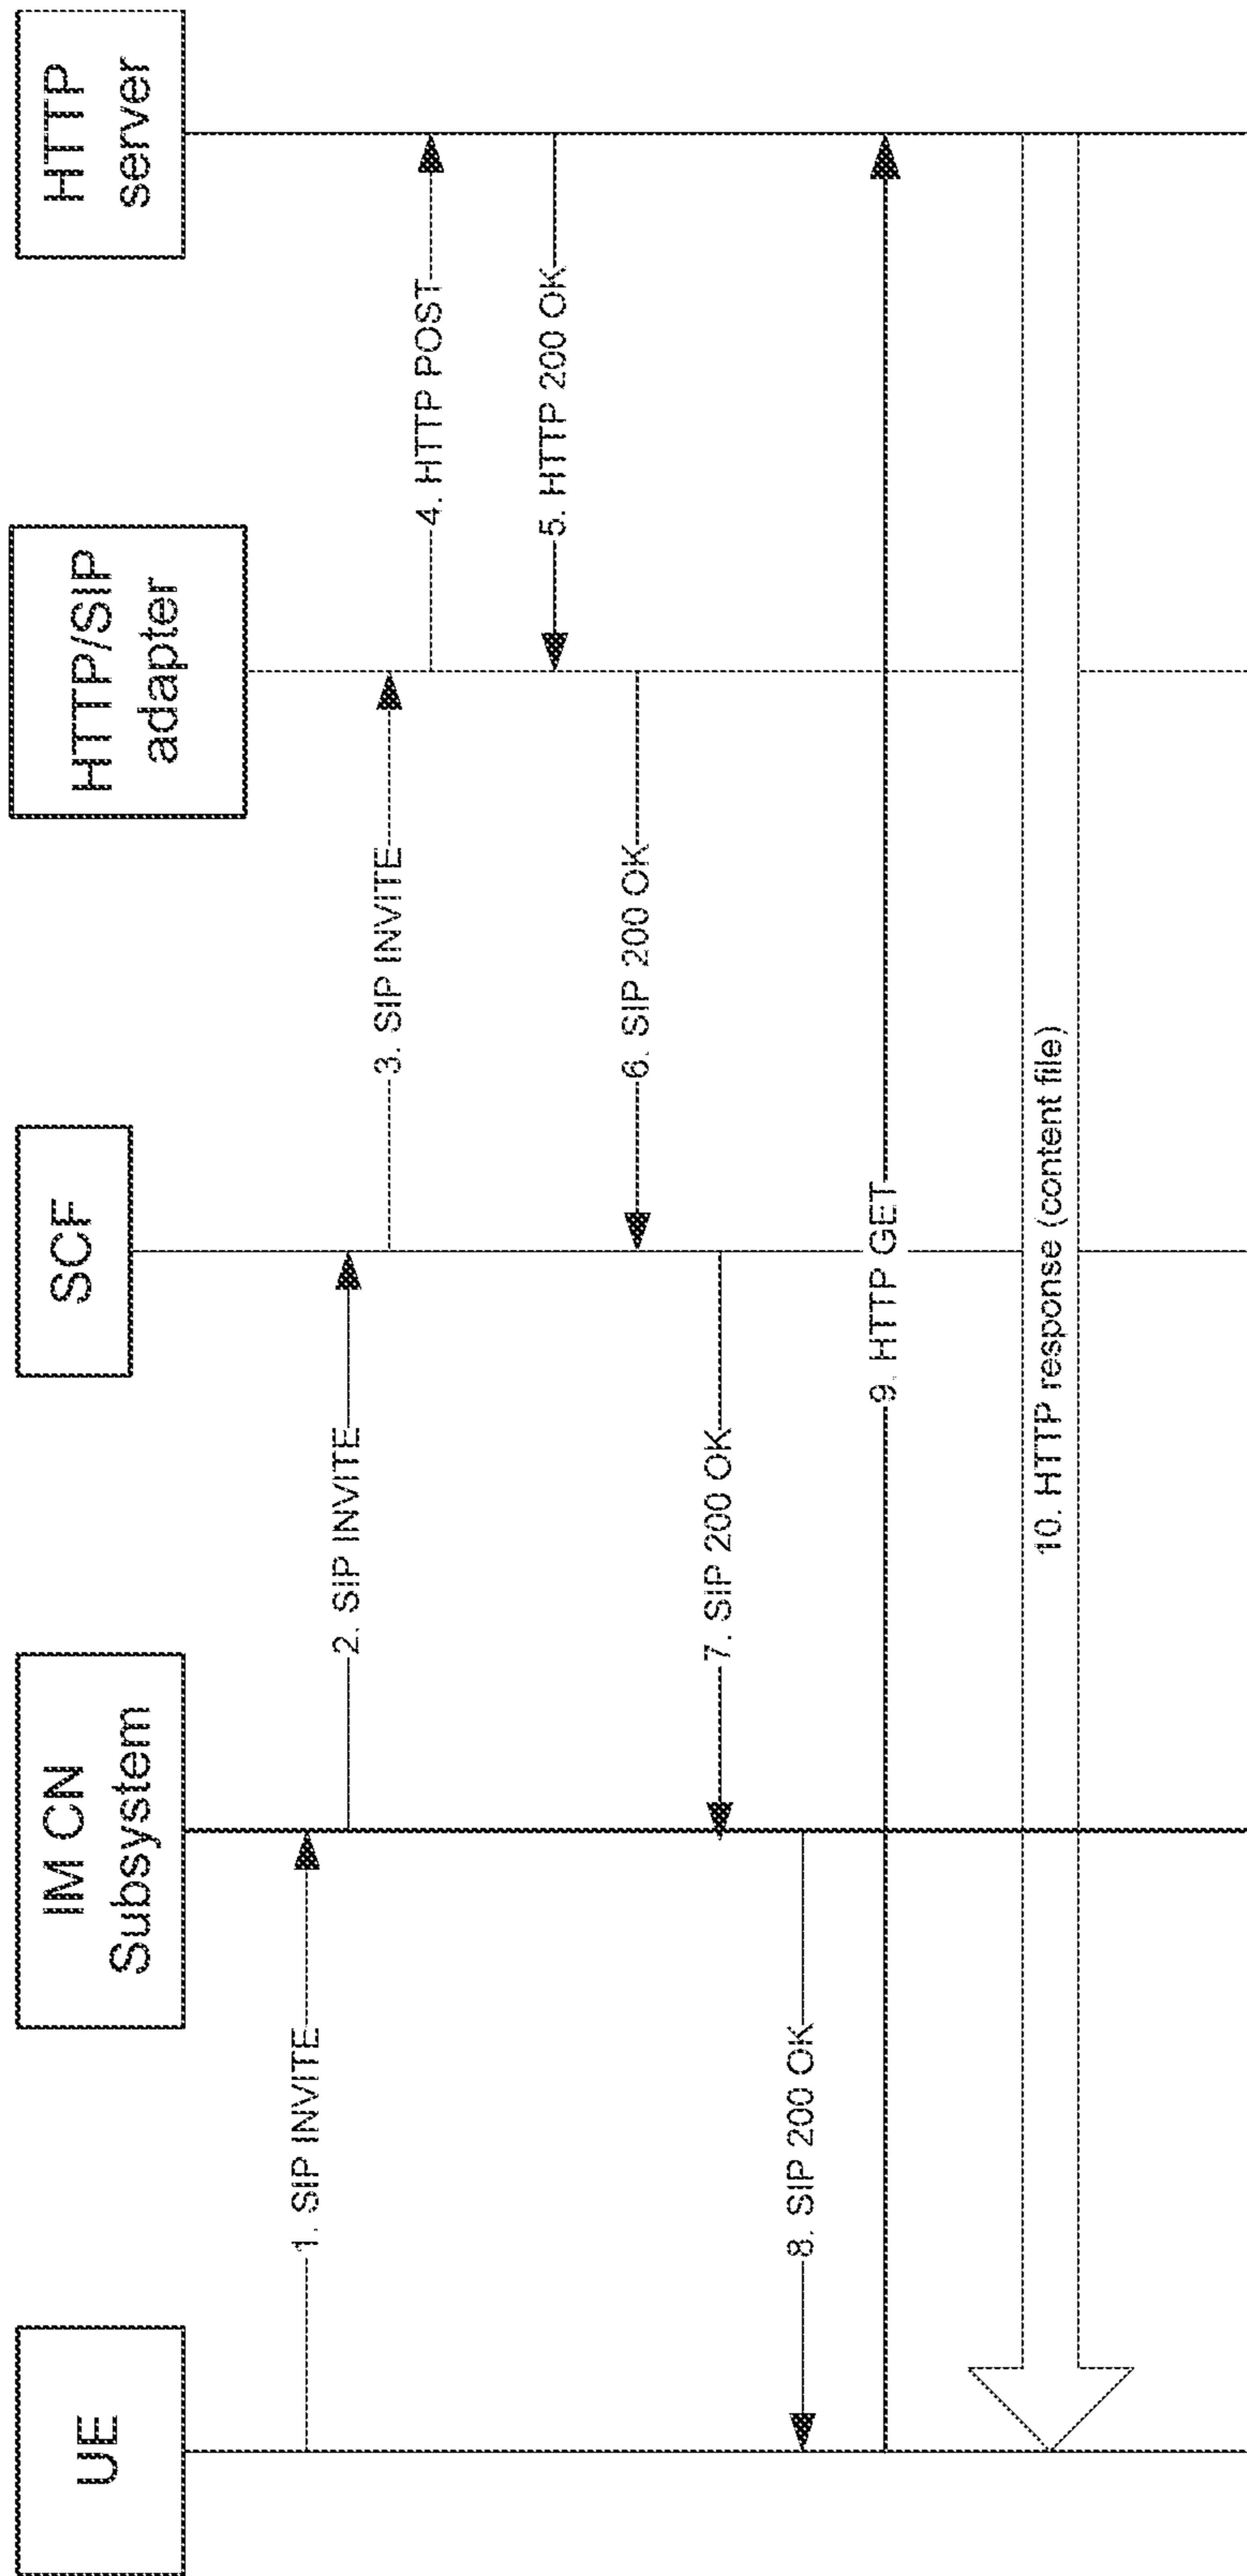 UE
IM CN
Subsystem
SCF
HTTP/SIP
adapter
HTTP
server
1. SIP INVITE
2. SIP INVITE
3. SIP INVITE
4. HTTP POST
5. HTTP 200 OK
6. SIP 200 OK
7. SIP 200 OK
8. SIP 200 OK
9. HTTP GET
10. HTTP response (content file)